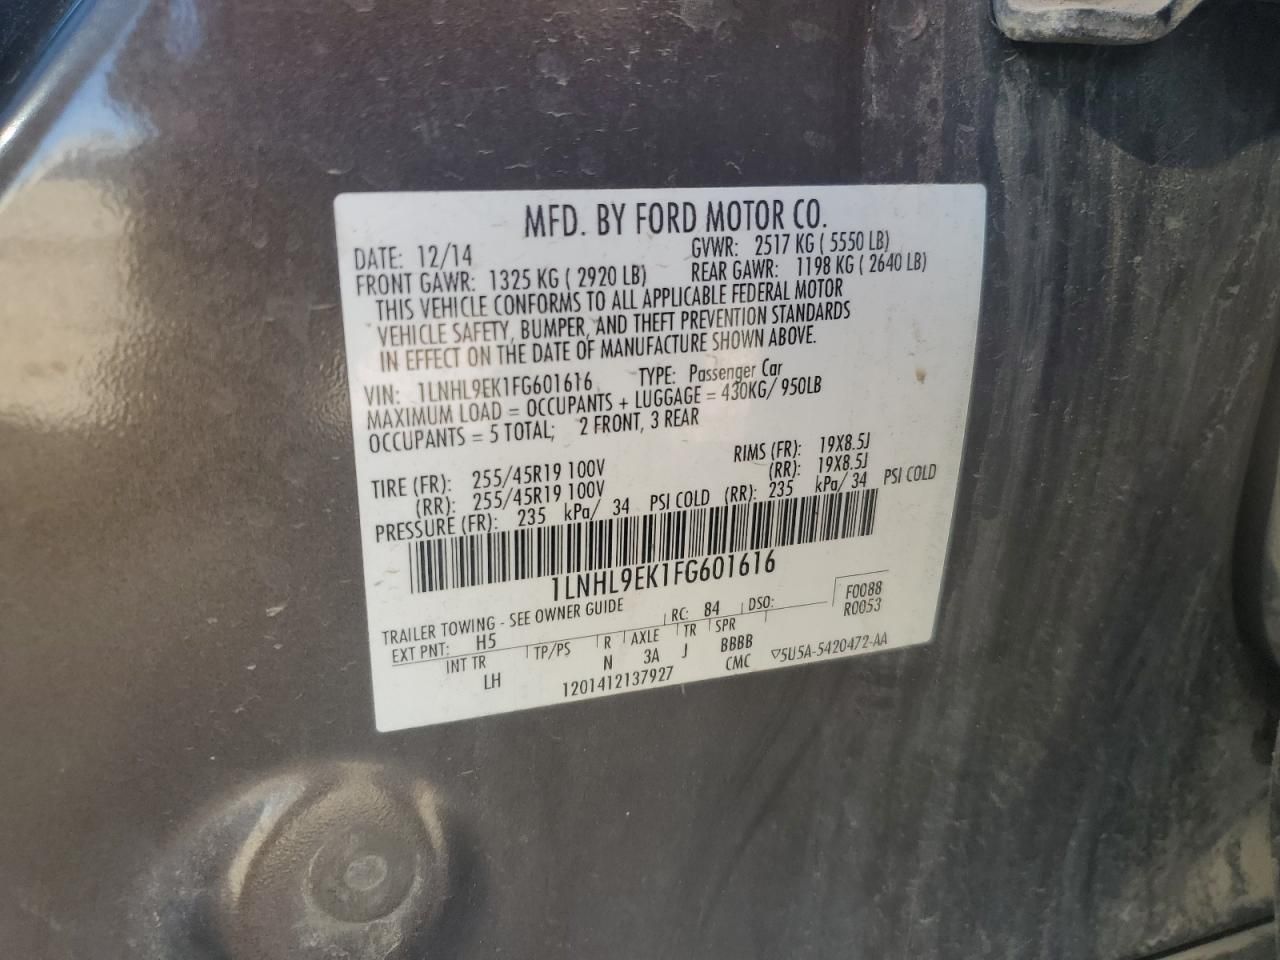 MFD. BY FORD MOTOR CO.
DATE: 12/14 GVWR: 2517 KG ( 5550 LB)
FRONT GAWR: 1325 KG ( 2920 LB) REAR GAWR: 1198 KG ( 2640 LB)
THIS VEHICLE CONFORMS TO ALL APPLICABLE FEDERAL MOTOR
VEHICLE SAFETY, BUMPER, AND THEFT PREVENTION STANDARDS
IN EFFECT ON THE DATE OF MANUFACTURE SHOWN ABOVE.
VIN: 1LNHL9EK1FG601616 TYPE: Passenger Car
MAXIMUM LOAD = OCCUPANTS + LUGGAGE = 430KG/ 950LB
OCCUPANTS = 5 TOTAL; 2 FRONT, 3 REAR
TIRE (FR): 255/45R19 100V RIMS (FR): 19X8.5J
(RR): 255/45R19 100V (RR): 19X8.5J
PRESSURE (FR): 235 kPa/ 34 PSI COLD (RR): 235 kPa/ 34 PSI COLD
1LNHL9EK1FG601616
TRAILER TOWING - SEE OWNER GUIDE F0088
EXT PNT: H5 RC: 84 DSO: R0053
INT TR TP/PS R AXLE TR SPR
LH N 3A J BBBB
1201412137927 CMC ▽5U5A-5420472-AA